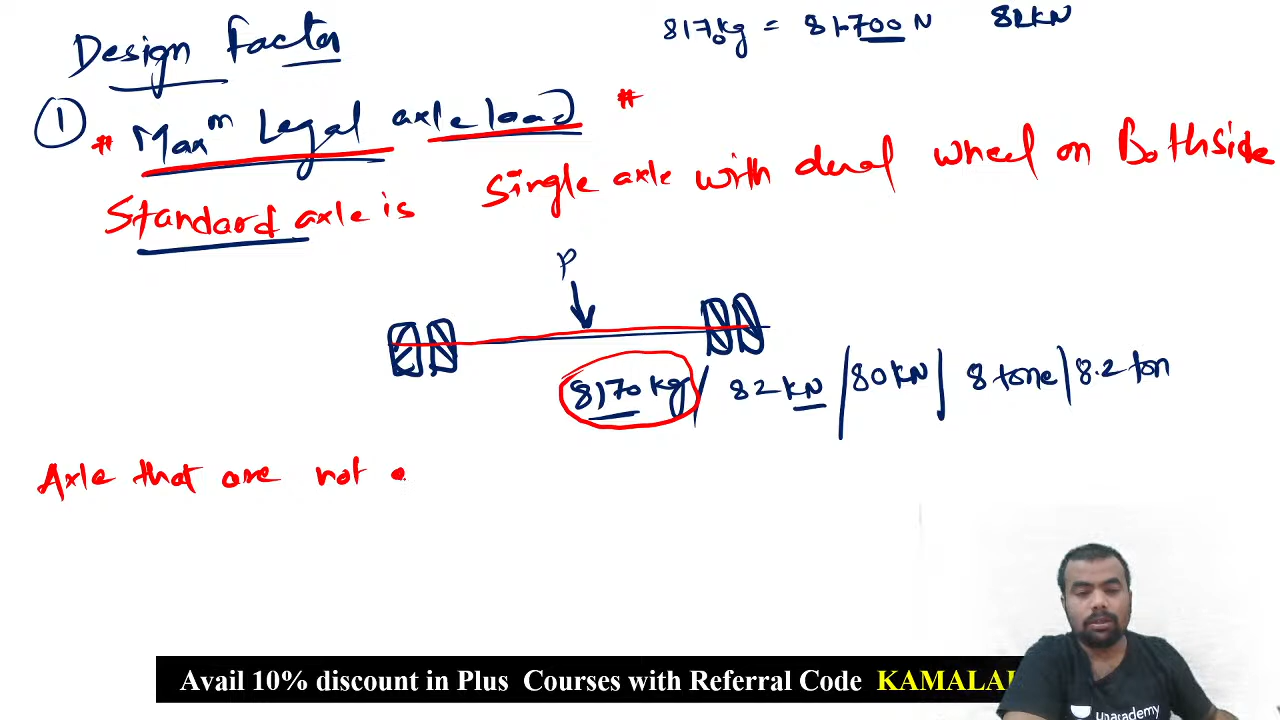 Design Factor
8170kg = 81700 N 82kN
① * Maxᵐ Legal axle load *
Standard axle is Single axle with dual wheel on Bothside
P
8170 kg / 82 kN / 80 kN / 8 tone / 8.2 ton
Axle that are not
Avail 10% discount in Plus Courses with Referral Code KAMALA
unacademy